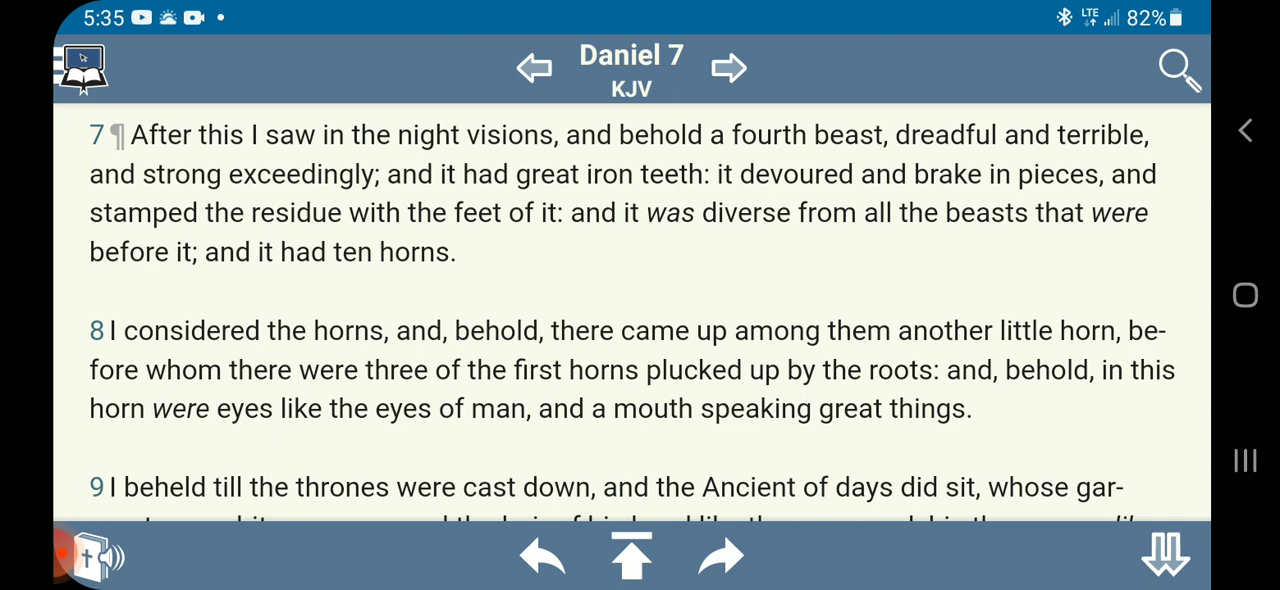 5:35
LTE
82%
Daniel 7
KJV
7 ¶ After this I saw in the night visions, and behold a fourth beast, dreadful and terrible,
and strong exceedingly; and it had great iron teeth: it devoured and brake in pieces, and
stamped the residue with the feet of it: and it was diverse from all the beasts that were
before it; and it had ten horns.
8 I considered the horns, and, behold, there came up among them another little horn, be-
fore whom there were three of the first horns plucked up by the roots: and, behold, in this
horn were eyes like the eyes of man, and a mouth speaking great things.
9 I beheld till the thrones were cast down, and the Ancient of days did sit, whose gar-